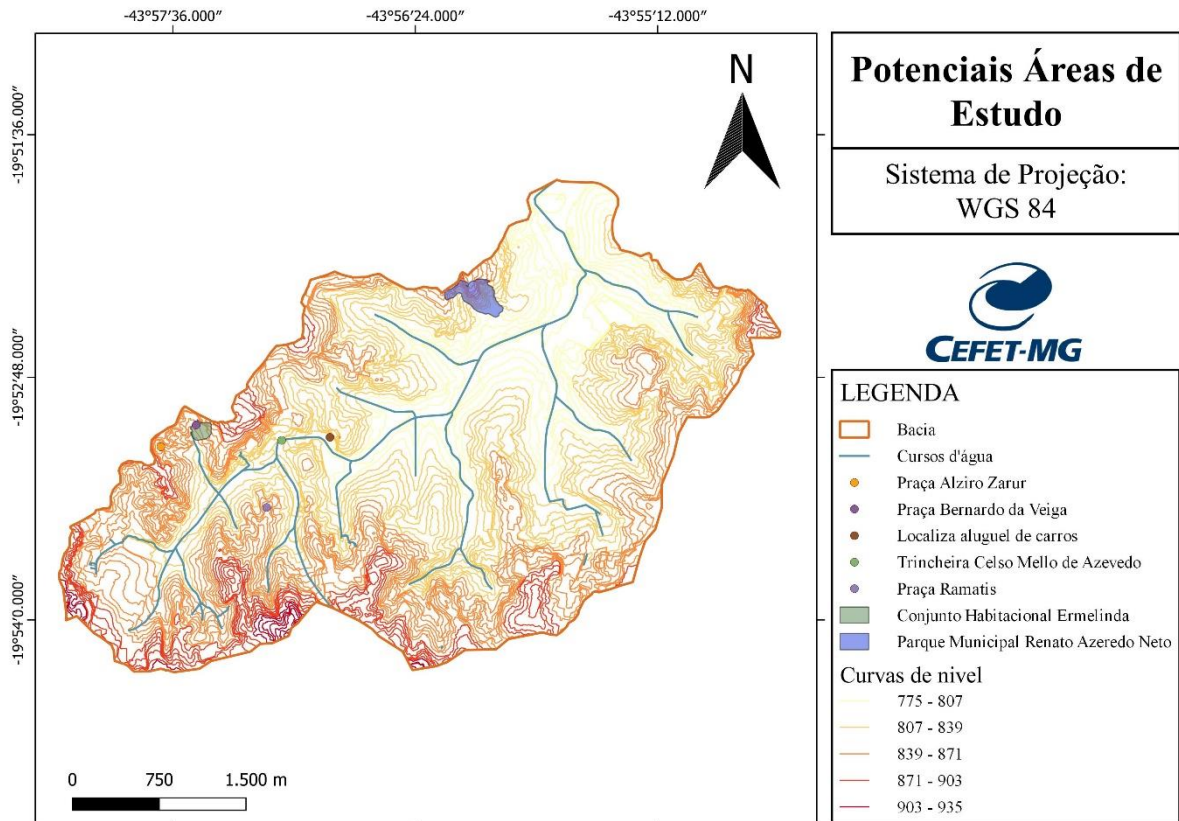 -43°57'36.000"
-43°56'24.000"
-43°55'12.000"
-19°51'36.000"
-19°52'48.000"
-19°54'0.000"
N
0 750 1.500 m
Potenciais Áreas de
Estudo
Sistema de Projeção:
WGS 84
CEFET-MG
LEGENDA
Bacia
Cursos d'água
Praça Alziro Zarur
Praça Bernardo da Veiga
Localiza aluguel de carros
Trincheira Celso Mello de Azevedo
Praça Ramatis
Conjunto Habitacional Ermelinda
Parque Municipal Renato Azeredo Neto
Curvas de nivel
775 - 807
807 - 839
839 - 871
871 - 903
903 - 935